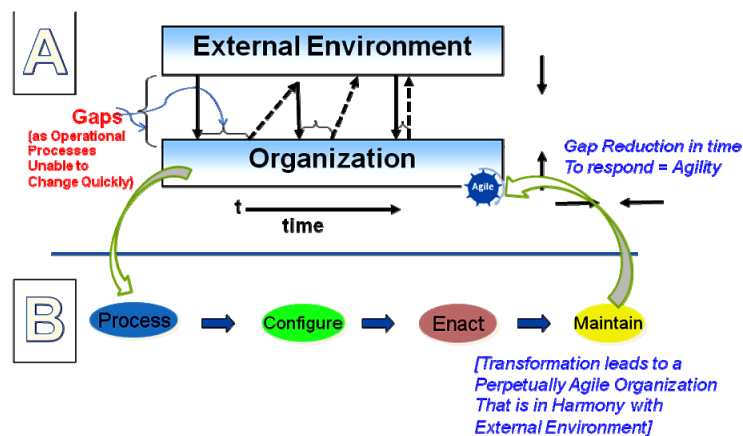 A
External Environment
Gaps
(as Operational
Processes
Unable to
Change Quickly)
Organization
Agile
Gap Reduction in time
To respond = Agility
t
time
B
Process
Configure
Enact
Maintain
[Transformation leads to a
Perpetually Agile Organization
That is in Harmony with
External Environment]